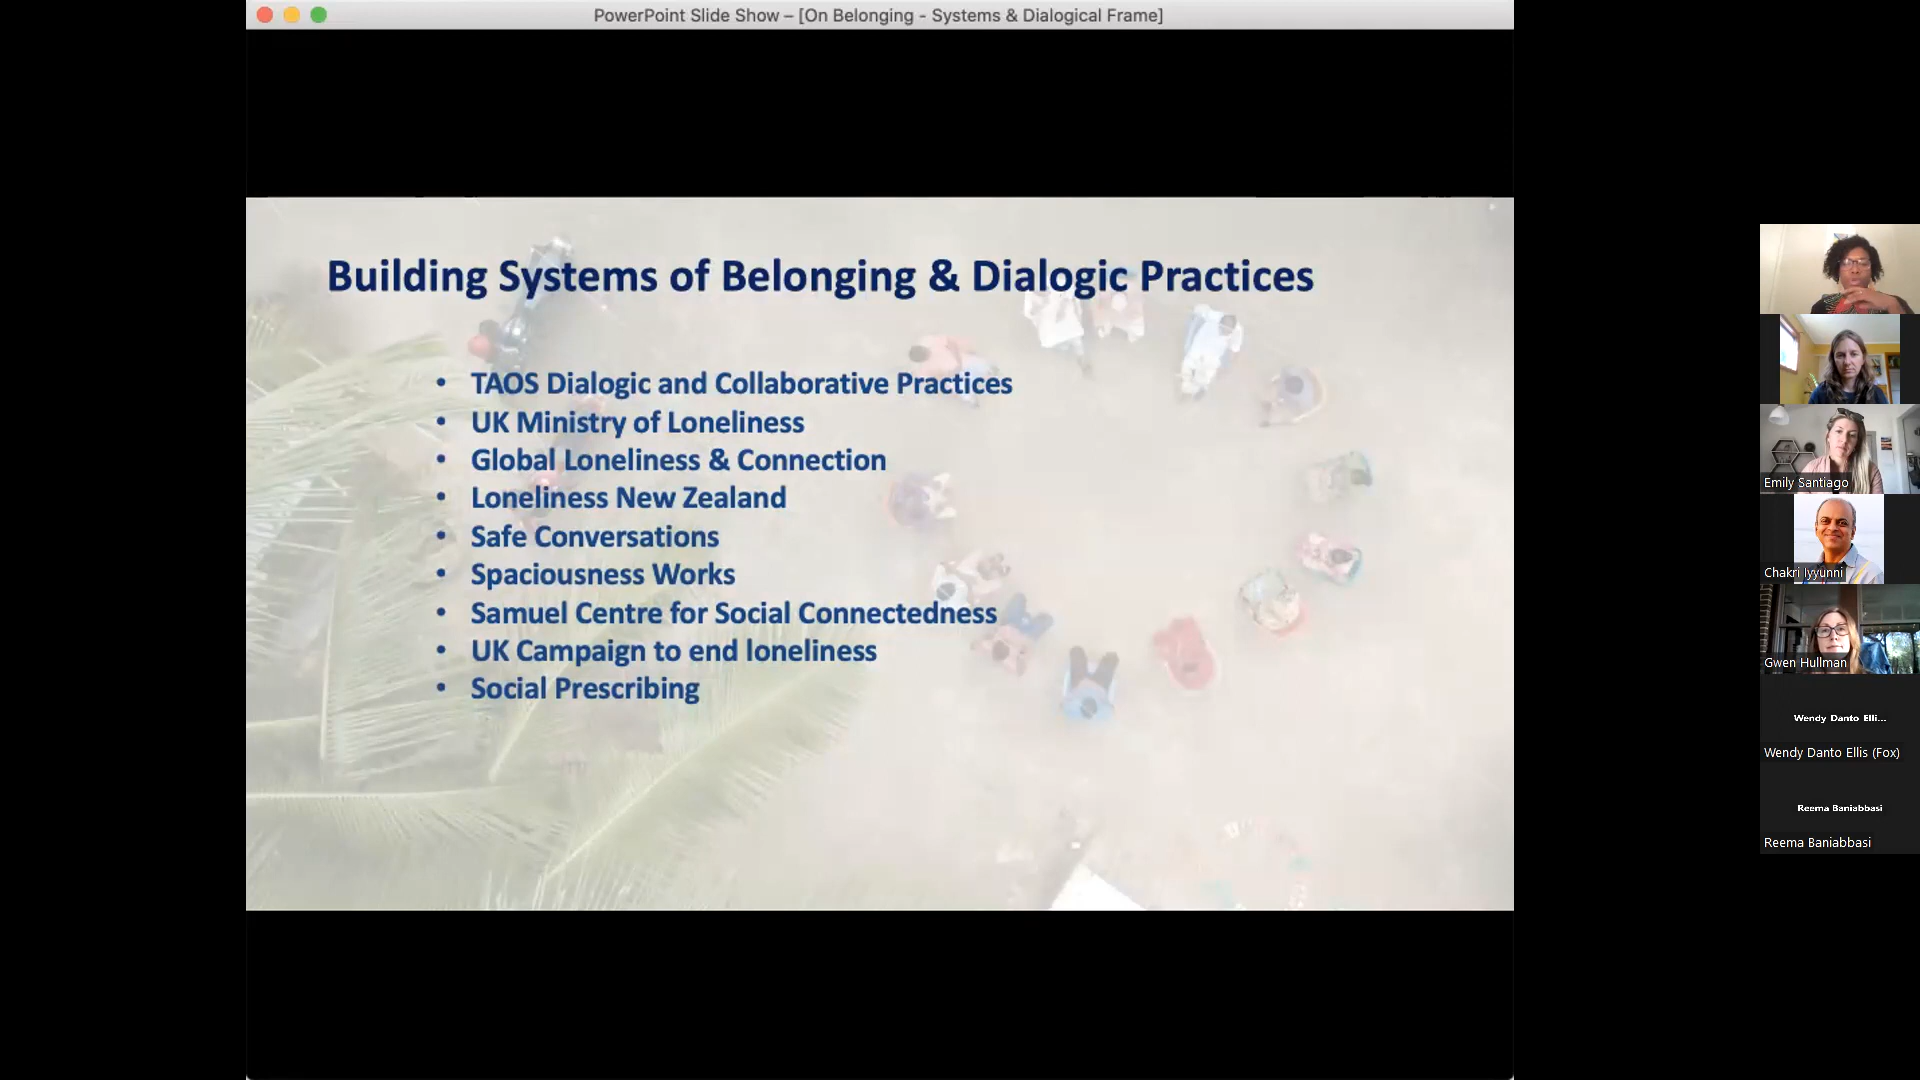 PowerPoint Slide Show – [On Belonging - Systems & Dialogical Frame]
Building Systems of Belonging & Dialogic Practices
• TAOS Dialogic and Collaborative Practices
• UK Ministry of Loneliness
• Global Loneliness & Connection
• Loneliness New Zealand
• Safe Conversations
• Spaciousness Works
• Samuel Centre for Social Connectedness
• UK Campaign to end loneliness
• Social Prescribing
Emily Santiago
Chakri Iyyunni
Gwen Hullman
Wendy Danto Elli...
Wendy Danto Ellis (Fox)
Reema Baniabbasi
Reema Baniabbasi